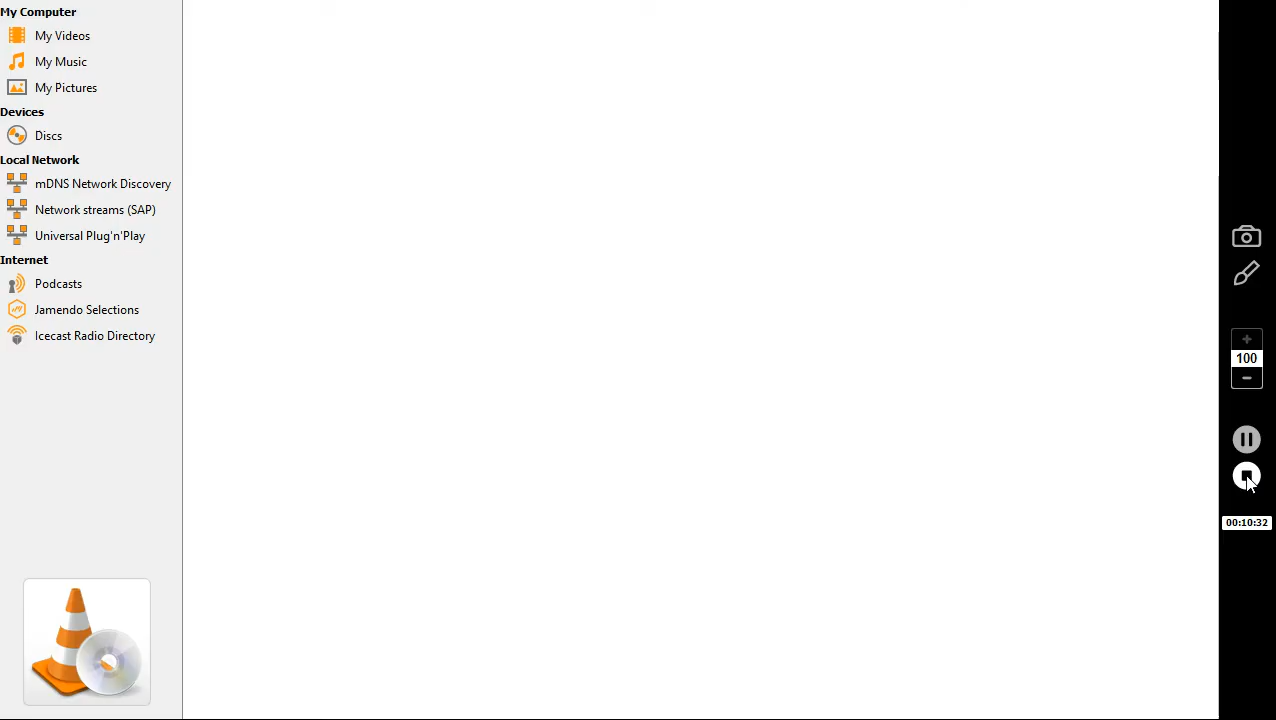 My Computer
My Videos
My Music
My Pictures
Devices
Discs
Local Network
mDNS Network Discovery
Network streams (SAP)
Universal Plug'n'Play
Internet
Podcasts
Jamendo Selections
Icecast Radio Directory
100
00:10:32